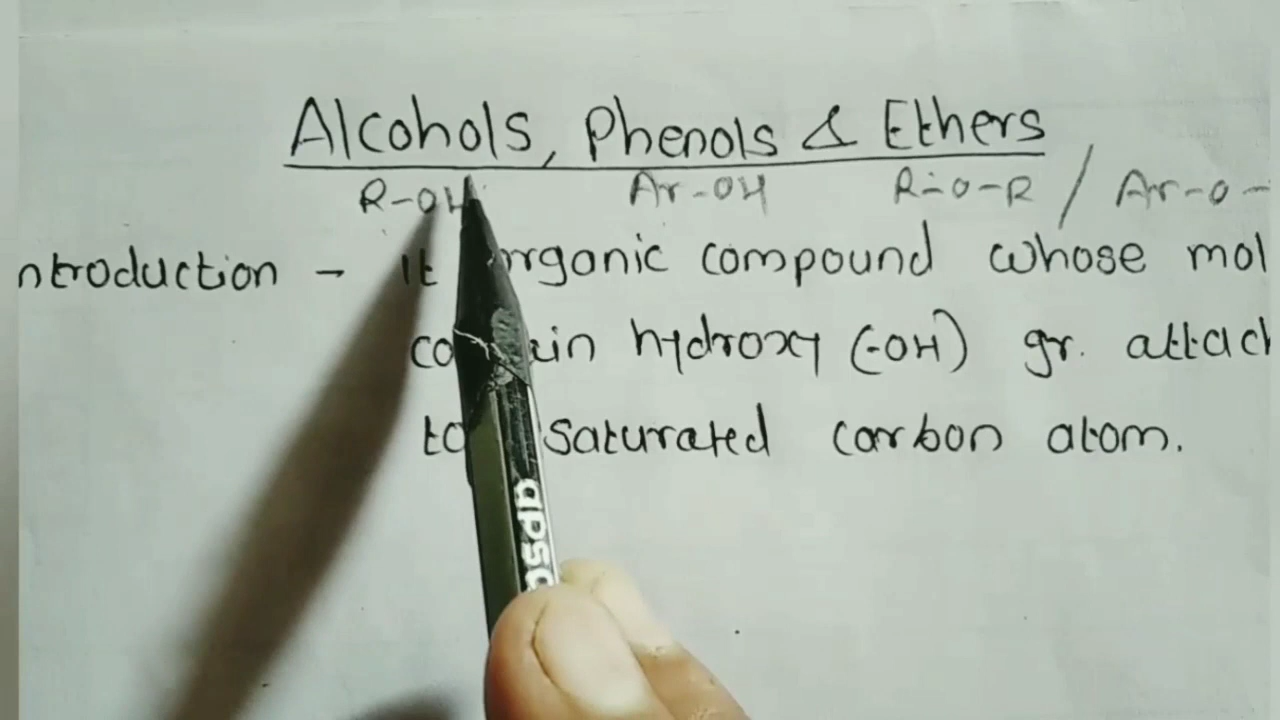 Alcohols, Phenols & Ethers
R-OH Ar-OH R-O-R / Ar-O-
ntroduction - It organic compound whose mol
hydroxy (-OH) gr. attach
to saturated carbon atom.
apsa